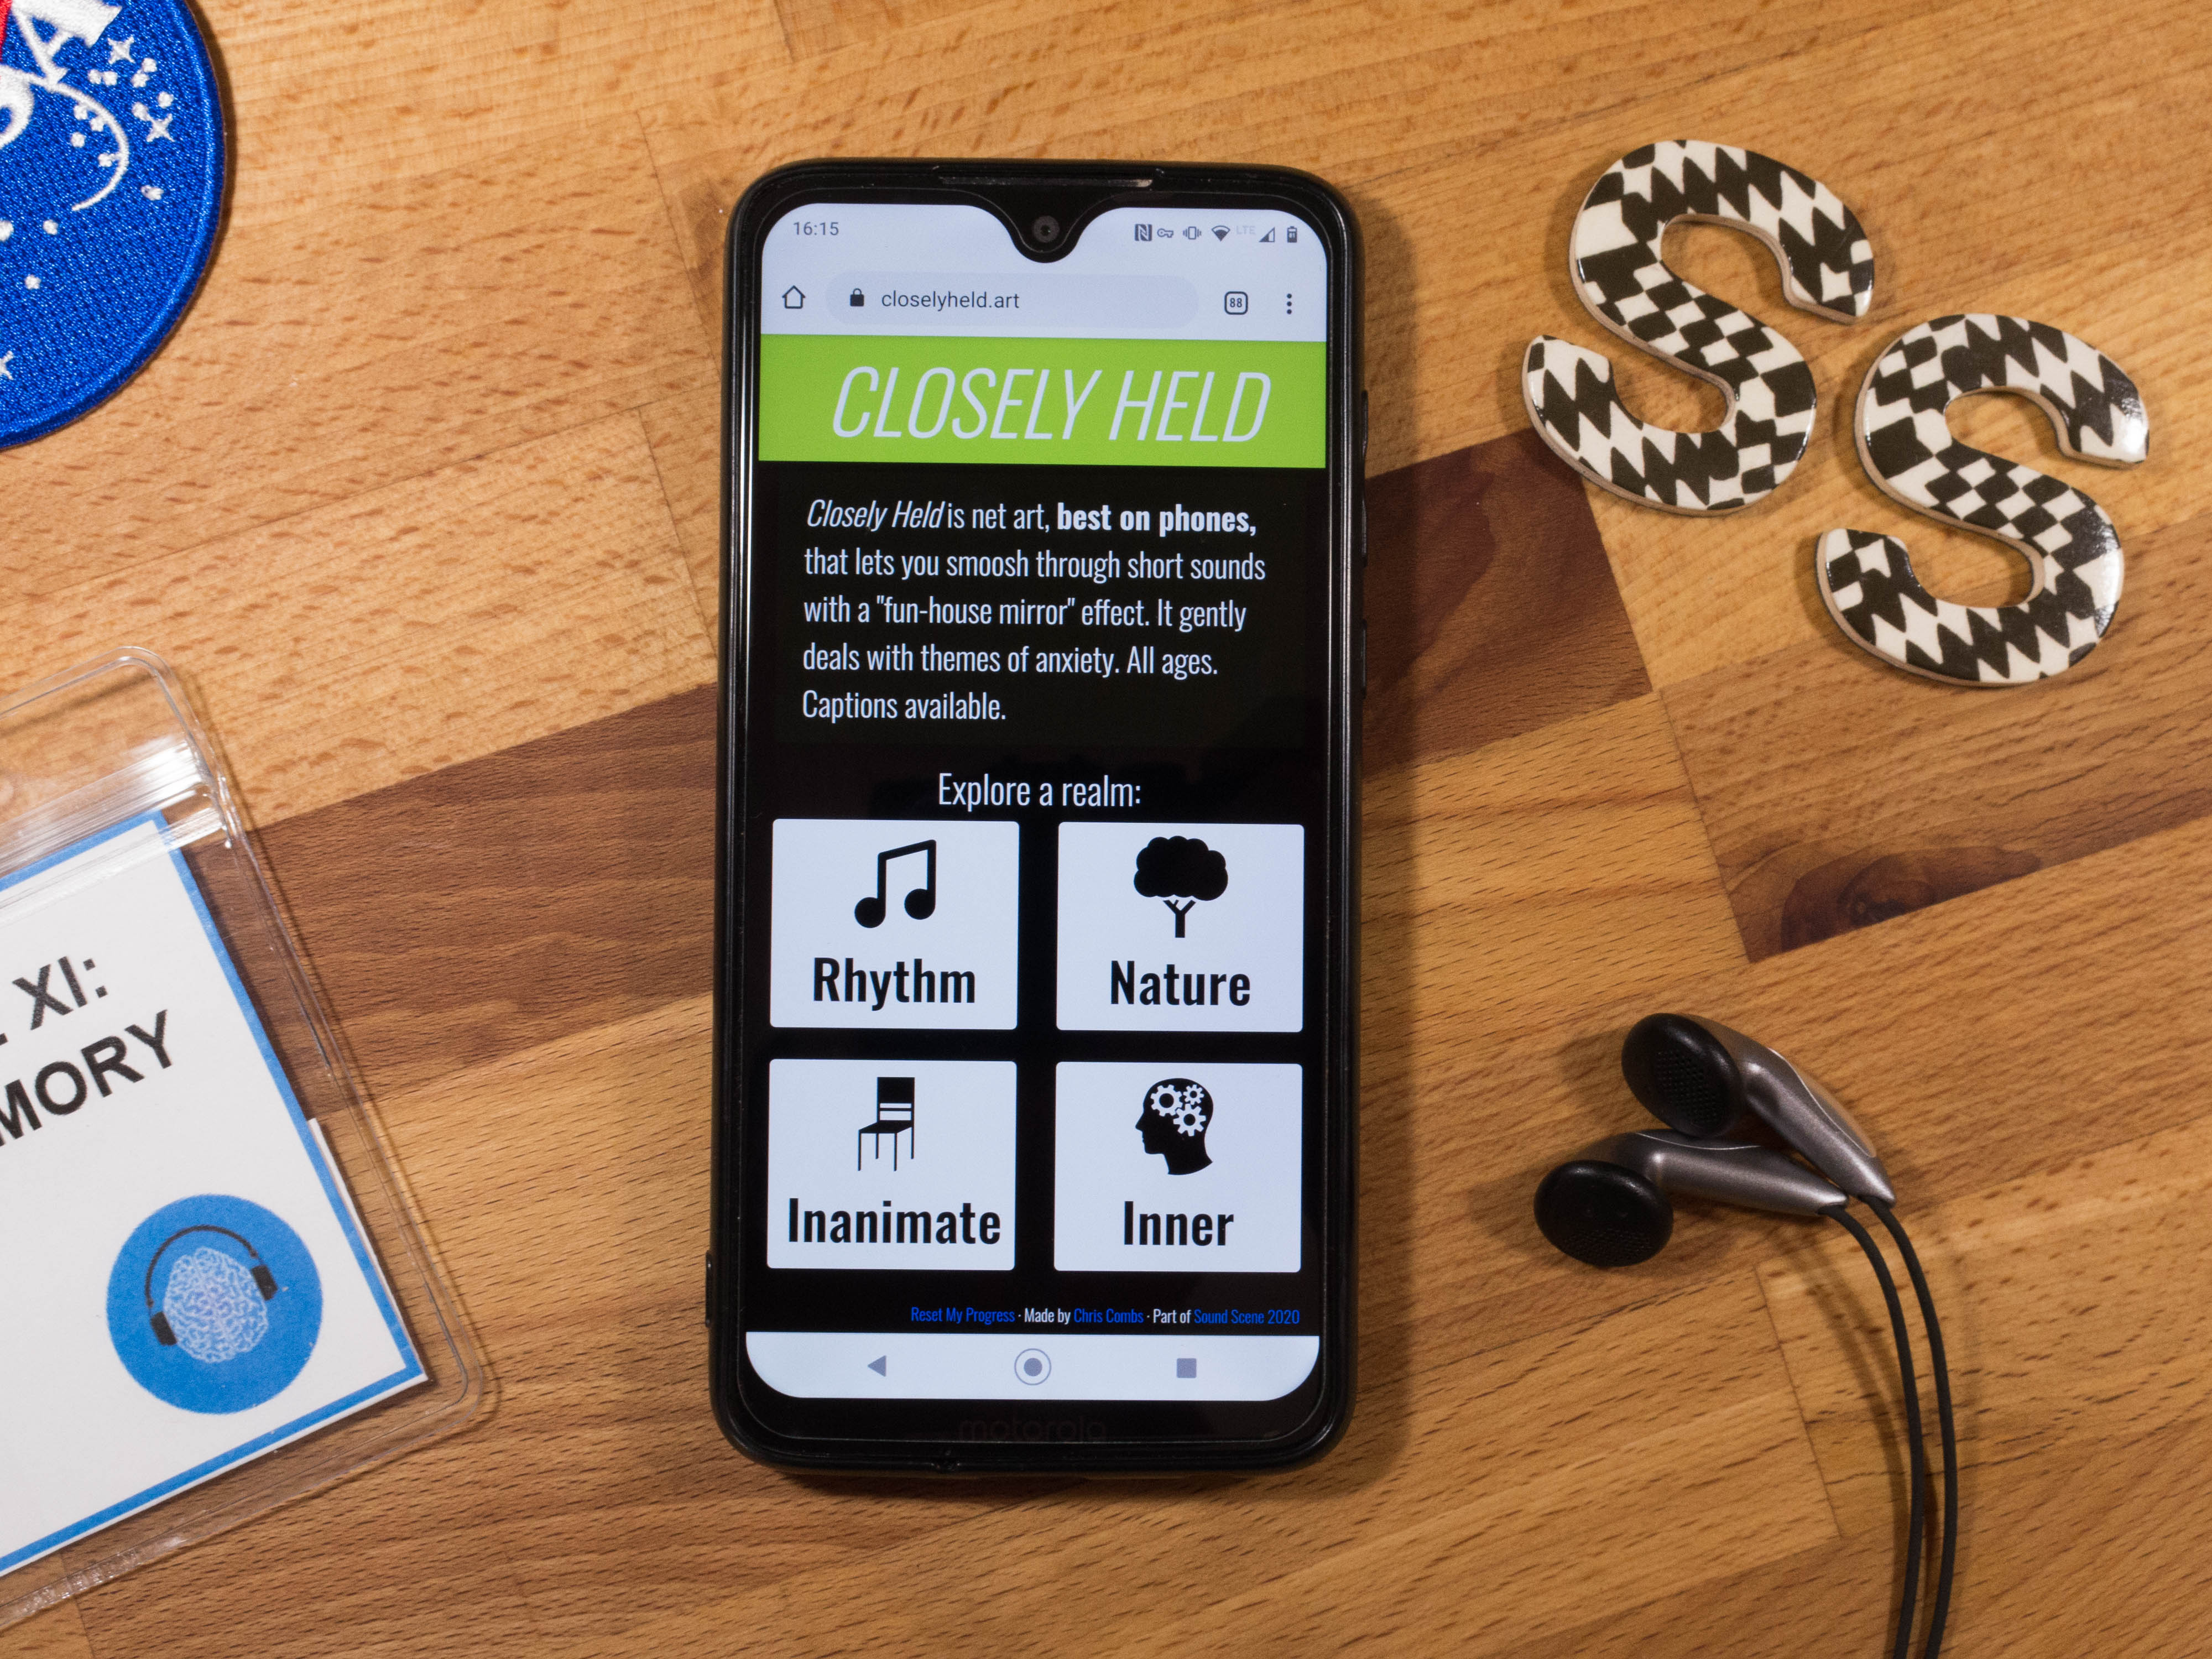 16:15
LTE
closelyheld.art
88
CLOSELY HELD
Closely Held is net art, best on phones,
that lets you smoosh through short sounds
with a "fun-house mirror" effect. It gently
deals with themes of anxiety. All ages.
Captions available.
Explore a realm:
Rhythm
Nature
Inanimate
Inner
Reset My Progress · Made by Chris Combs · Part of Sound Scene 2020
motorola
XI:
MORY
S
S
A